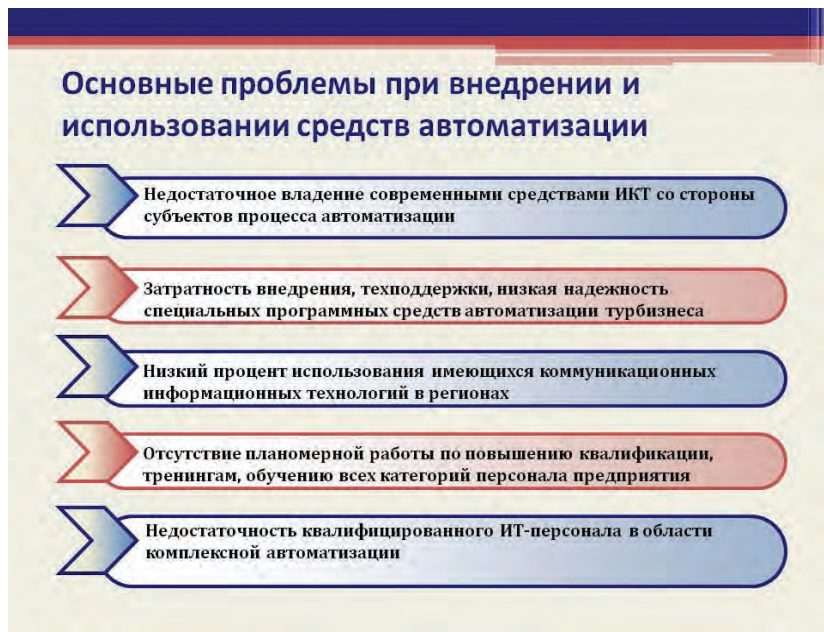 Основные проблемы при внедрении и
использовании средств автоматизации
Недостаточное владение современными средствами ИКТ со стороны
субъектов процесса автоматизации
Затратность внедрения, техподдержки, низкая надежность
специальных программных средств автоматизации турбизнеса
Низкий процент использования имеющихся коммуникационных
информационных технологий в регионах
Отсутствие планомерной работы по повышению квалификации,
тренингам, обучению всех категорий персонала предприятия
Недостаточность квалифицированного ИТ-персонала в области
комплексной автоматизации